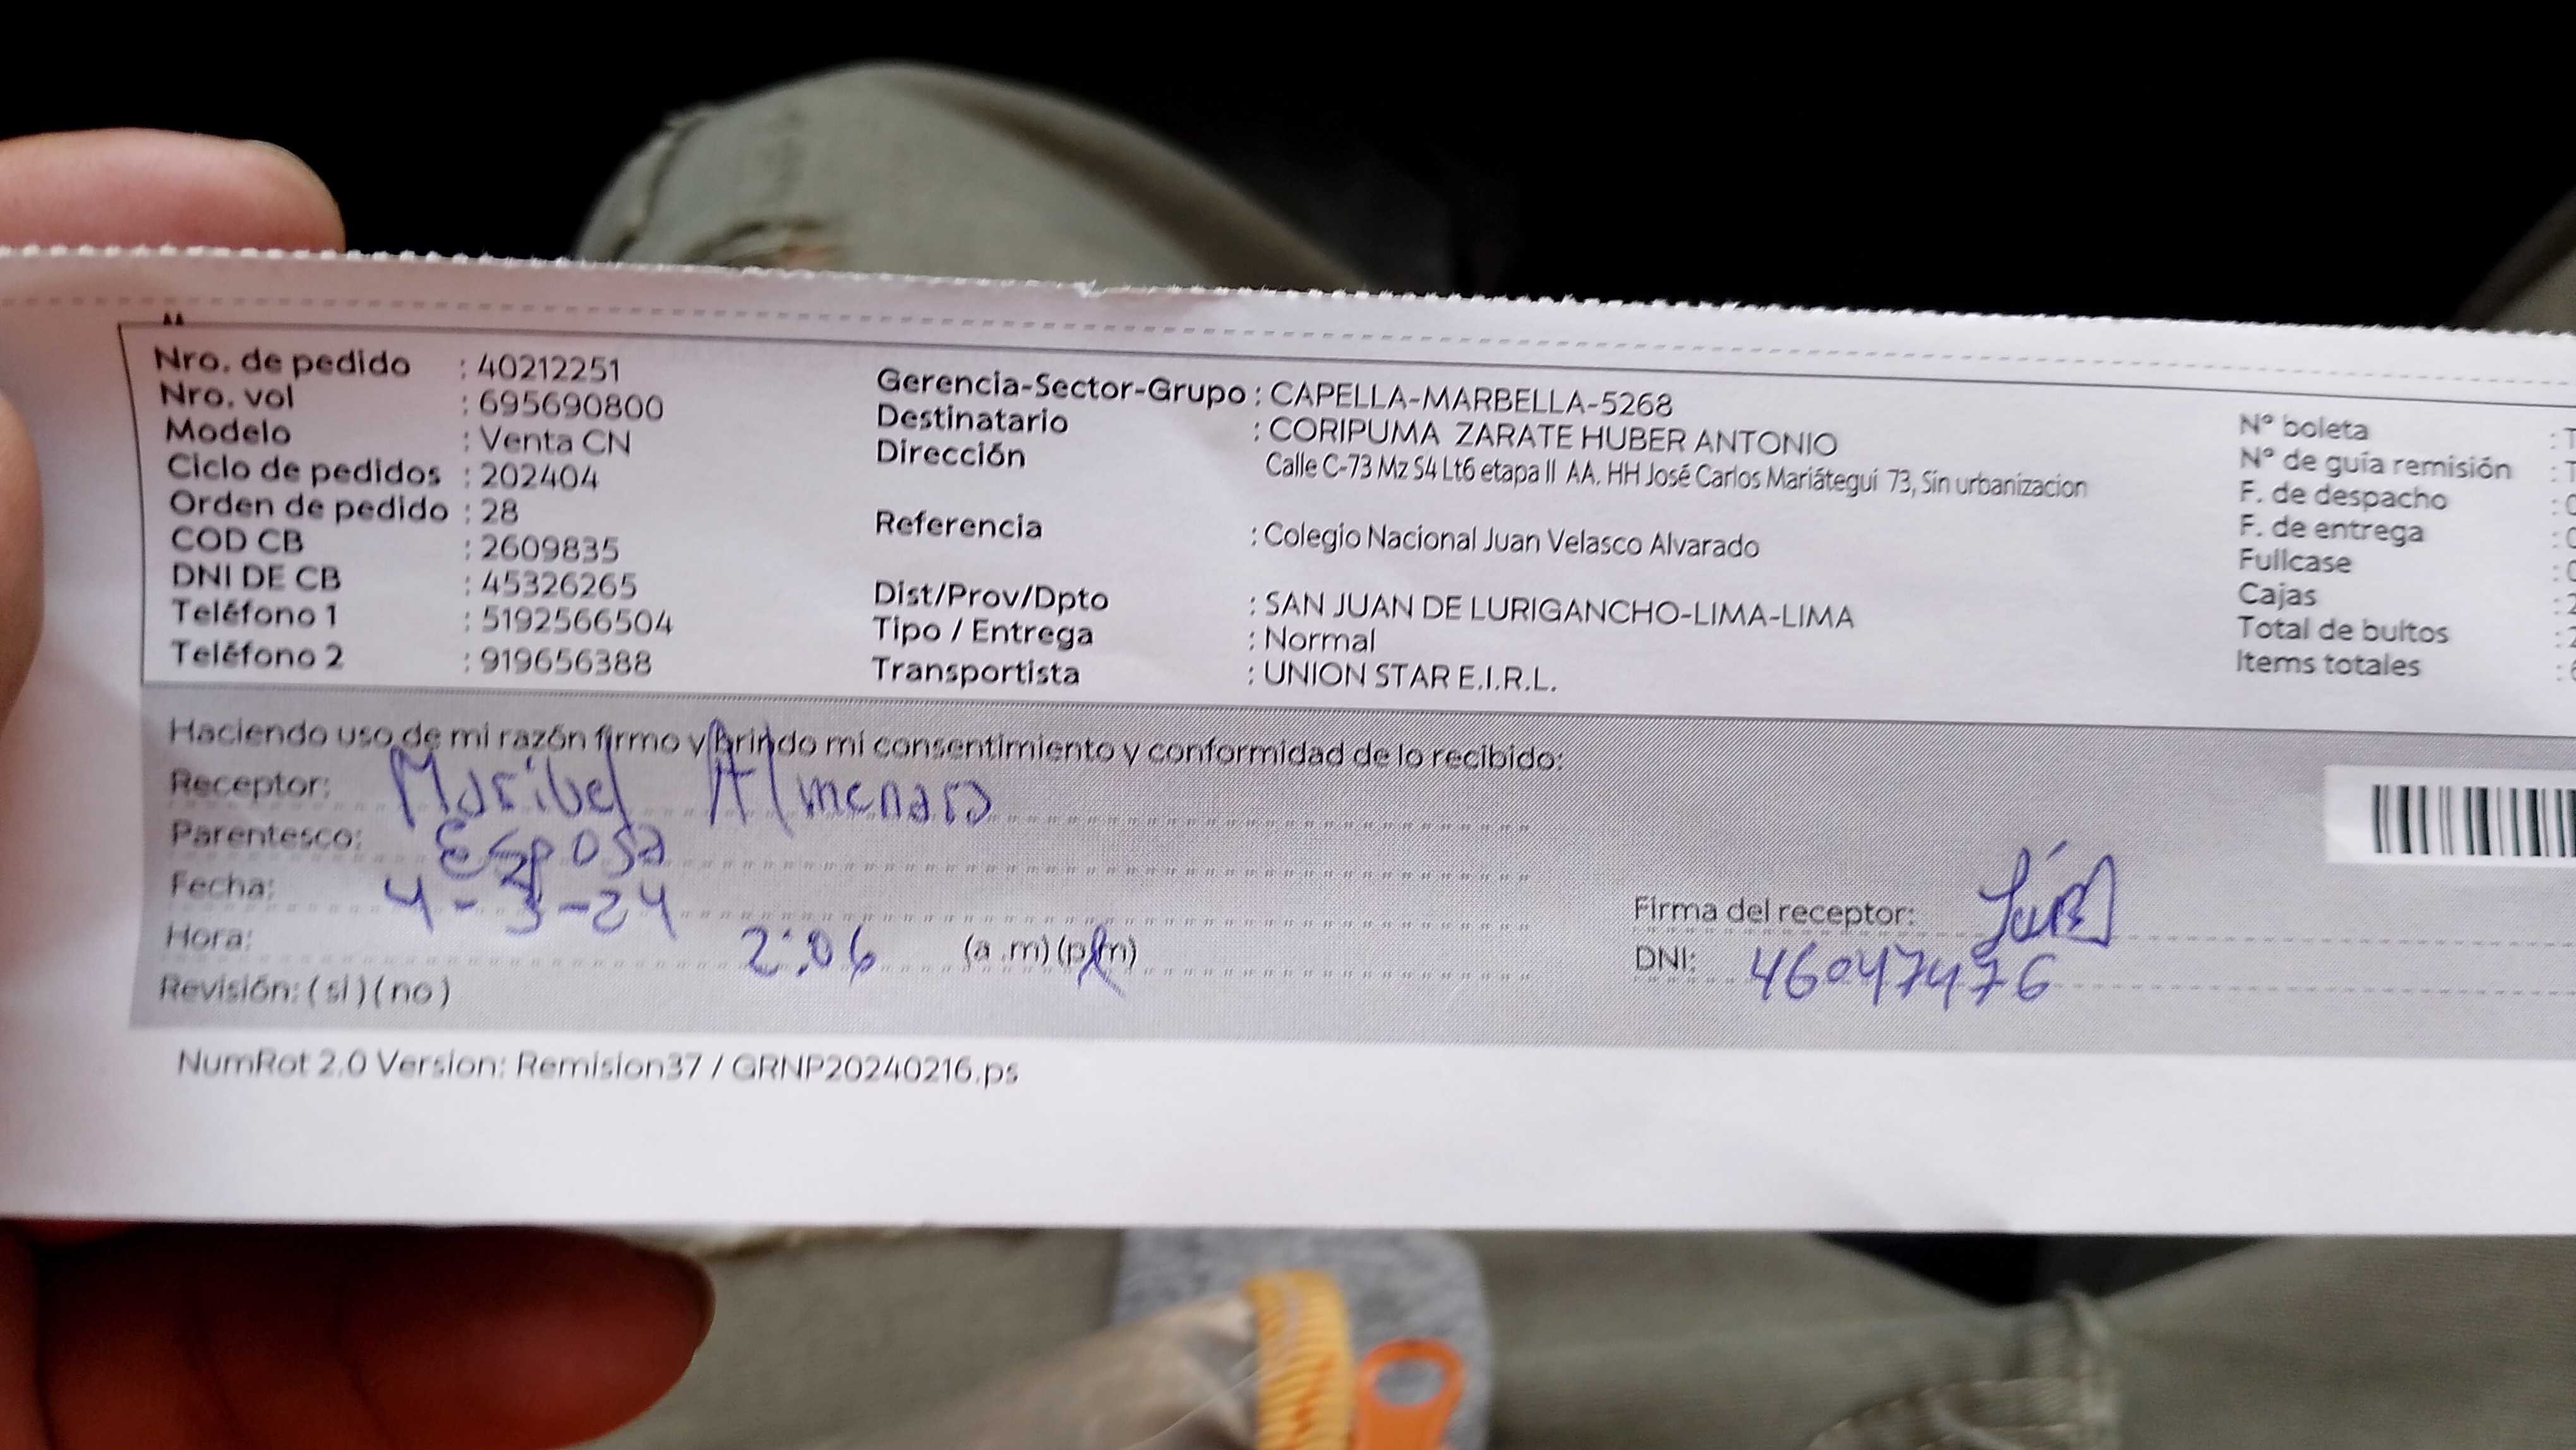 Nro. de pedido : 40212251
Nro. vol : 695690800
Modelo : Venta CN
Ciclo de pedidos : 202404
Orden de pedido : 28
COD CB : 2609835
DNI DE CB : 45326265
Teléfono 1 : 5192566504
Teléfono 2 : 919656388
Gerencia-Sector-Grupo : CAPELLA-MARBELLA-5268
Destinatario : CORIPUMA ZARATE HUBER ANTONIO
Dirección Calle C-73 Mz S4 Lt6 etapa II AA. HH José Carlos Mariátegui 73, Sin urbanizacion
Referencia : Colegio Nacional Juan Velasco Alvarado
Dist/Prov/Dpto : SAN JUAN DE LURIGANCHO-LIMA-LIMA
Tipo / Entrega : Normal
Transportista : UNION STAR E.I.R.L.
N° boleta :
N° de guía remisión :
F. de despacho :
F. de entrega :
Fullcase :
Cajas :
Total de bultos :
Items totales :
Haciendo uso de mi razón firmo y brindo mi consentimiento y conformidad de lo recibido:
Receptor: Maribel Almenara
Parentesco: Esposa
Fecha: 4-3-24
Hora: 2:06 (a .m) (p.m)
Revisión: ( si ) ( no )
Firma del receptor:
DNI: 46047476
NumRot 2.0 Version: Remision37 / GRNP20240216.ps